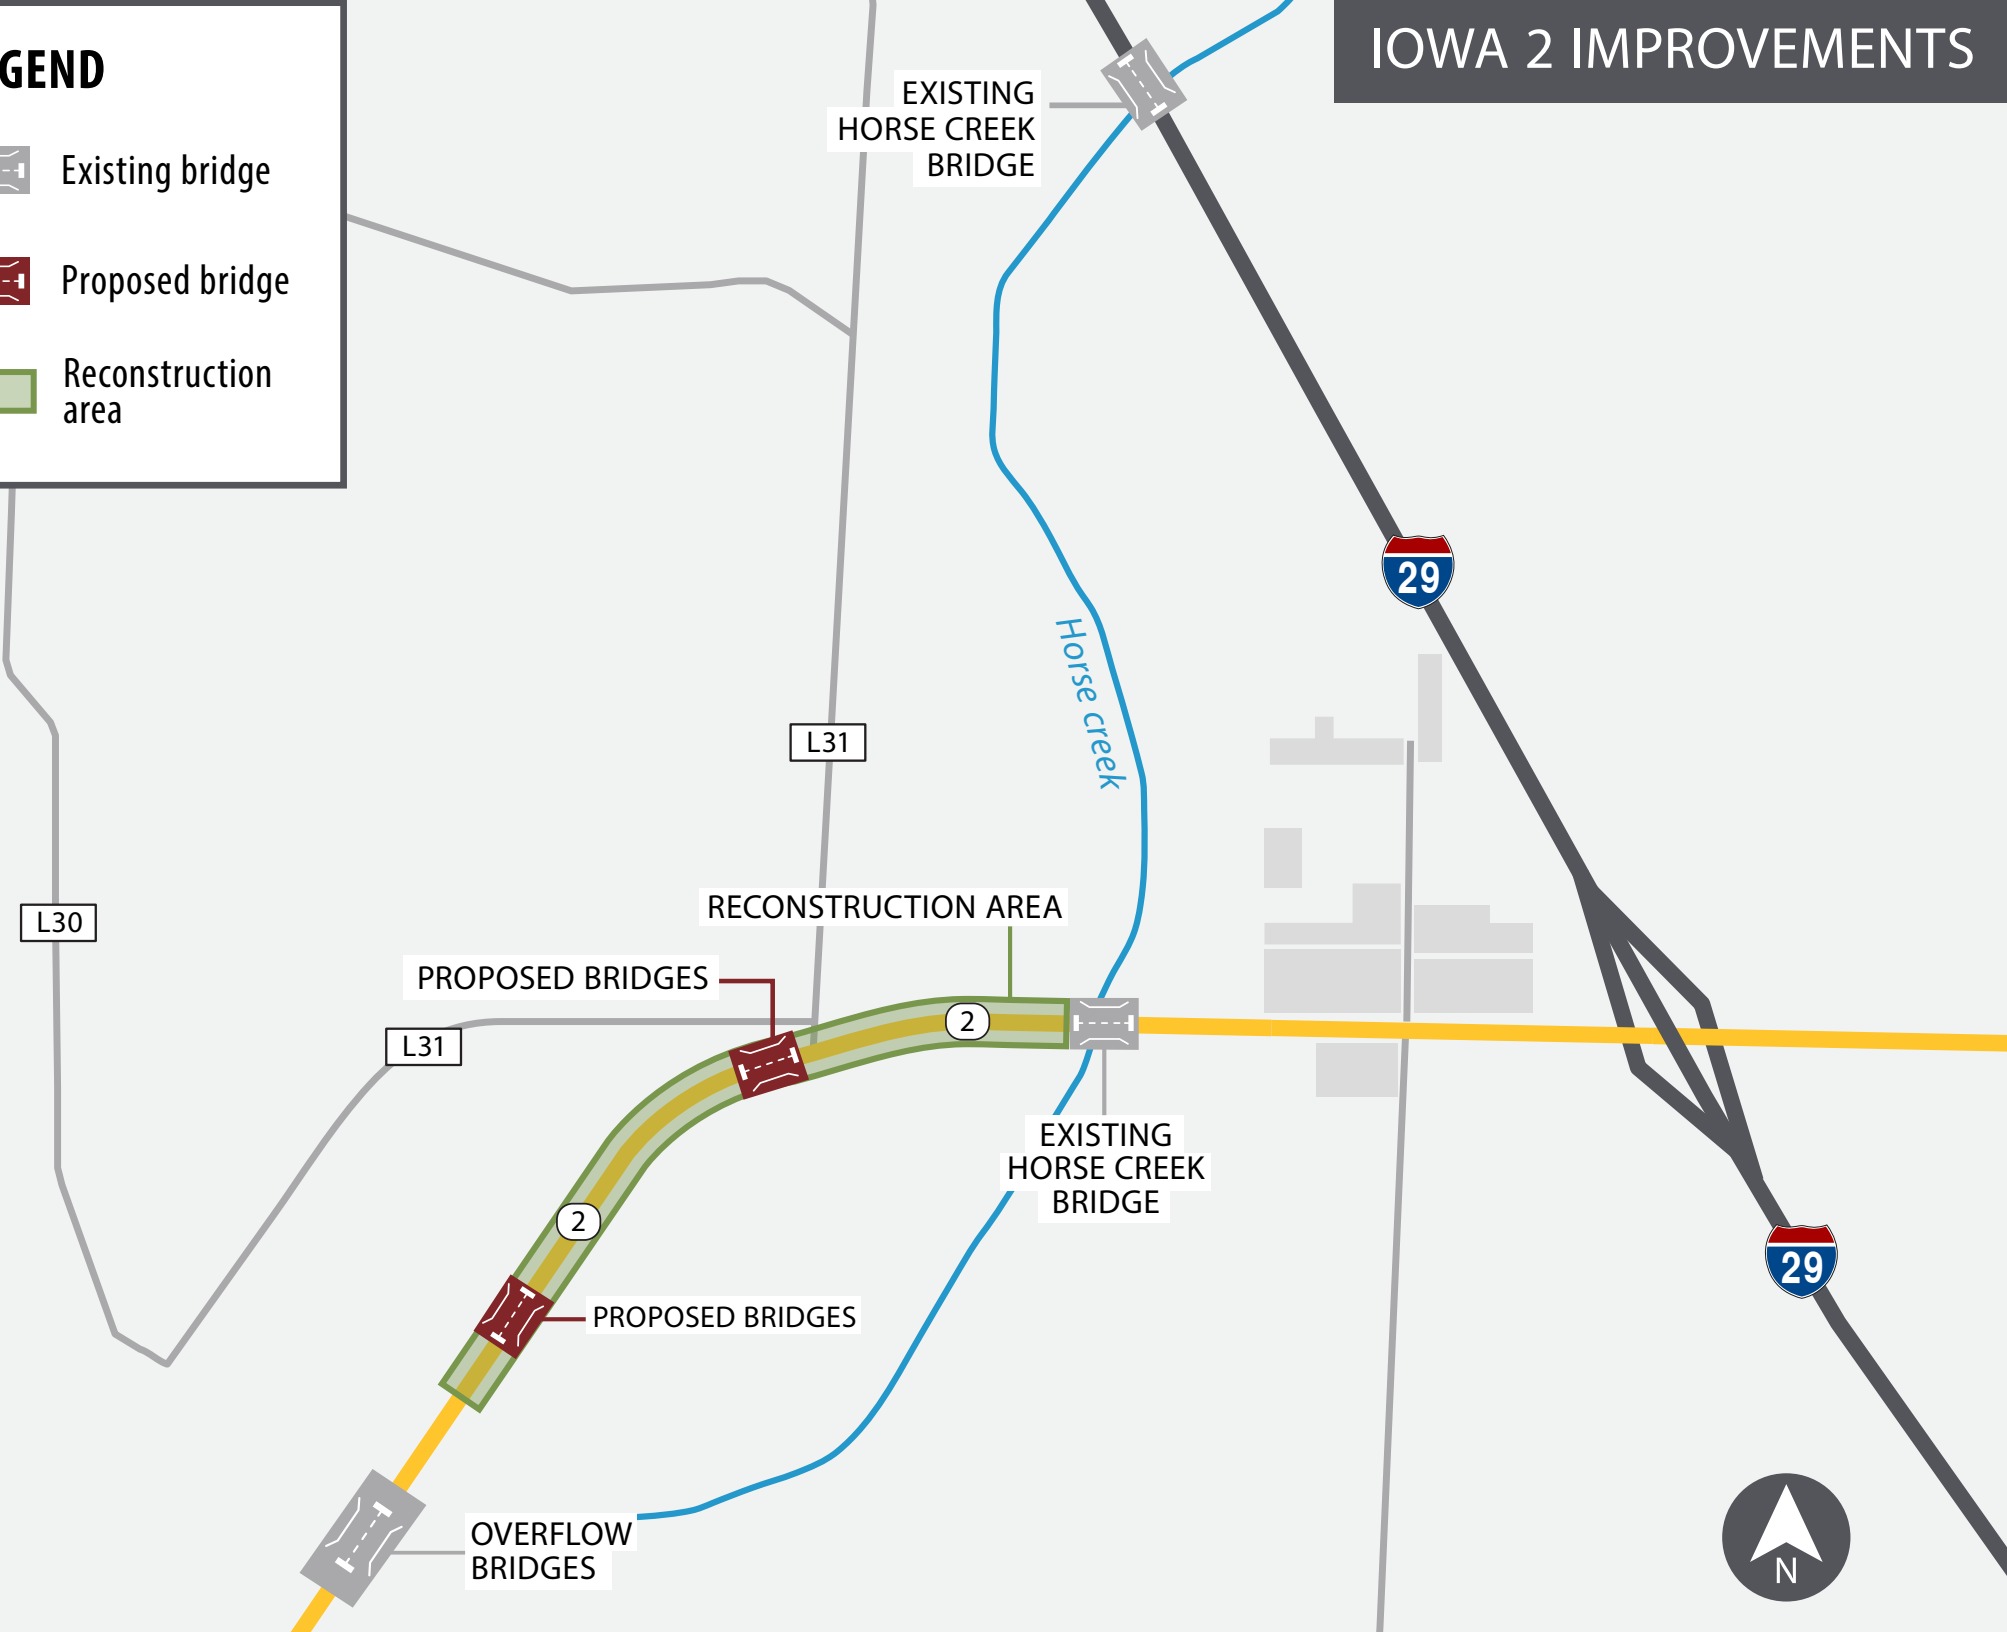 IOWA 2 IMPROVEMENTS
GEND
Existing bridge
Proposed bridge
Reconstruction
area
EXISTING
HORSE CREEK
BRIDGE
29
Horse creek
L31
L30
RECONSTRUCTION AREA
PROPOSED BRIDGES
2
L31
EXISTING
HORSE CREEK
BRIDGE
2
29
PROPOSED BRIDGES
OVERFLOW
BRIDGES
N